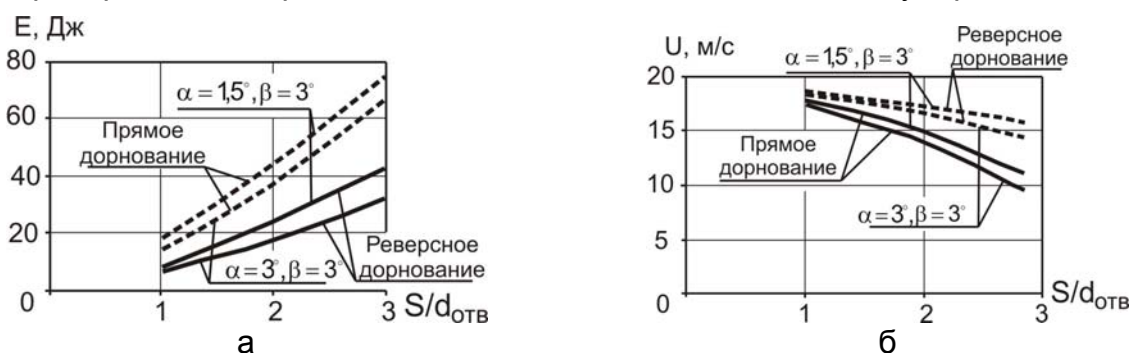 E, Дж
80
60
40
20
0
α = 1,5°, β = 3°
Прямое
дорнование
Реверсное
дорнование
α = 3°, β = 3°
1 2 3 S/dотв
а
U, м/с
20
15
10
5
0
α = 1,5°, β = 3°
Реверсное
дорнование
Прямое
дорнование
α = 3°, β = 3°
1 2 3 S/dотв
б